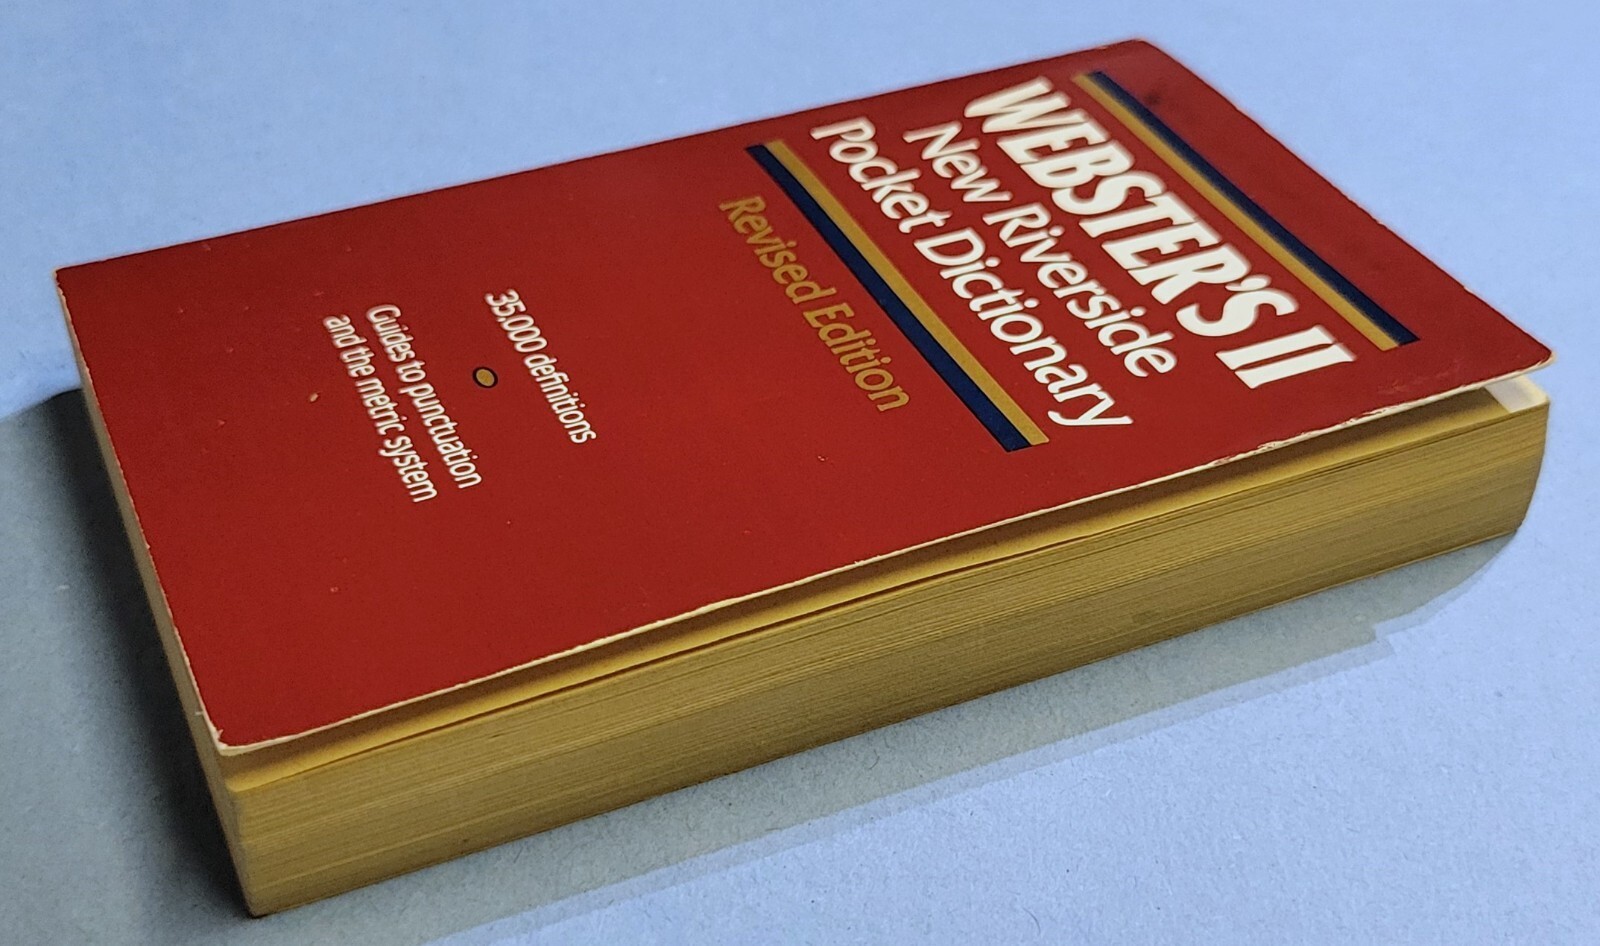 WEBSTER'S II
New Riverside
Pocket Dictionary
Revised Edition
35,000 definitions
Guides to punctuation
and the metric system